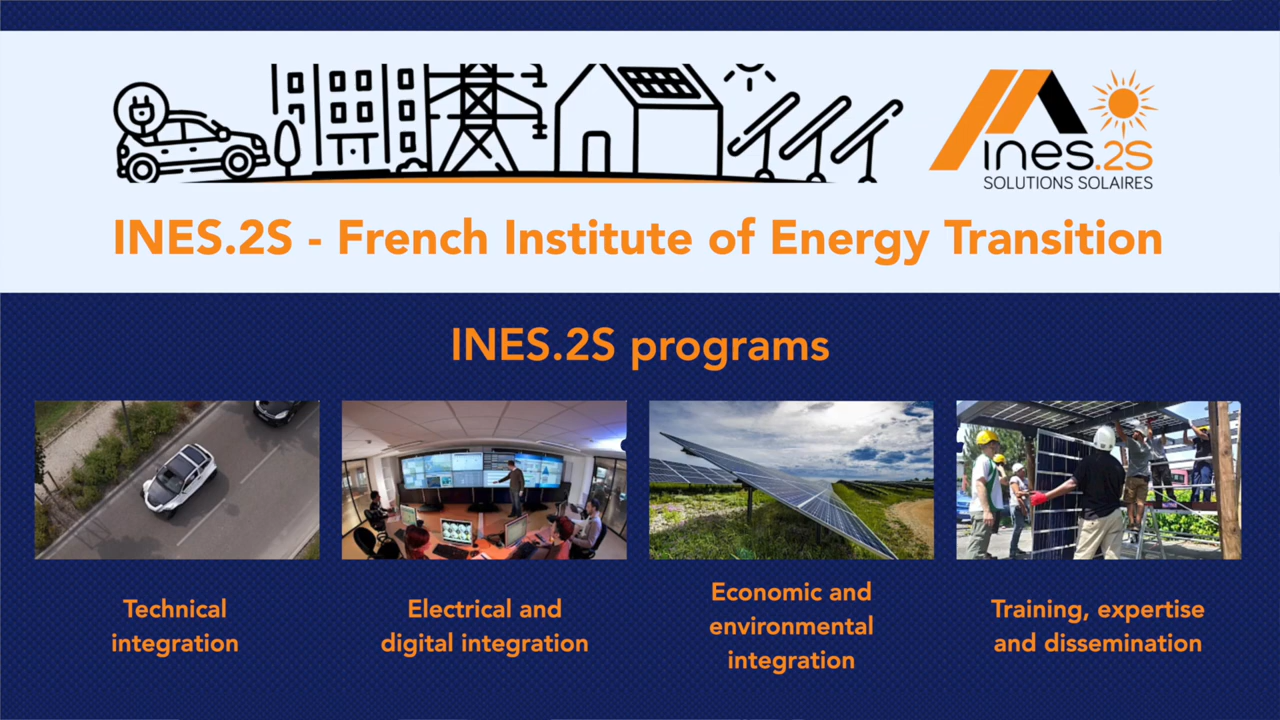 ines.2S
SOLUTIONS SOLAIRES
INES.2S - French Institute of Energy Transition
INES.2S programs
Technical
integration
Electrical and
digital integration
Economic and
environmental
integration
Training, expertise
and dissemination